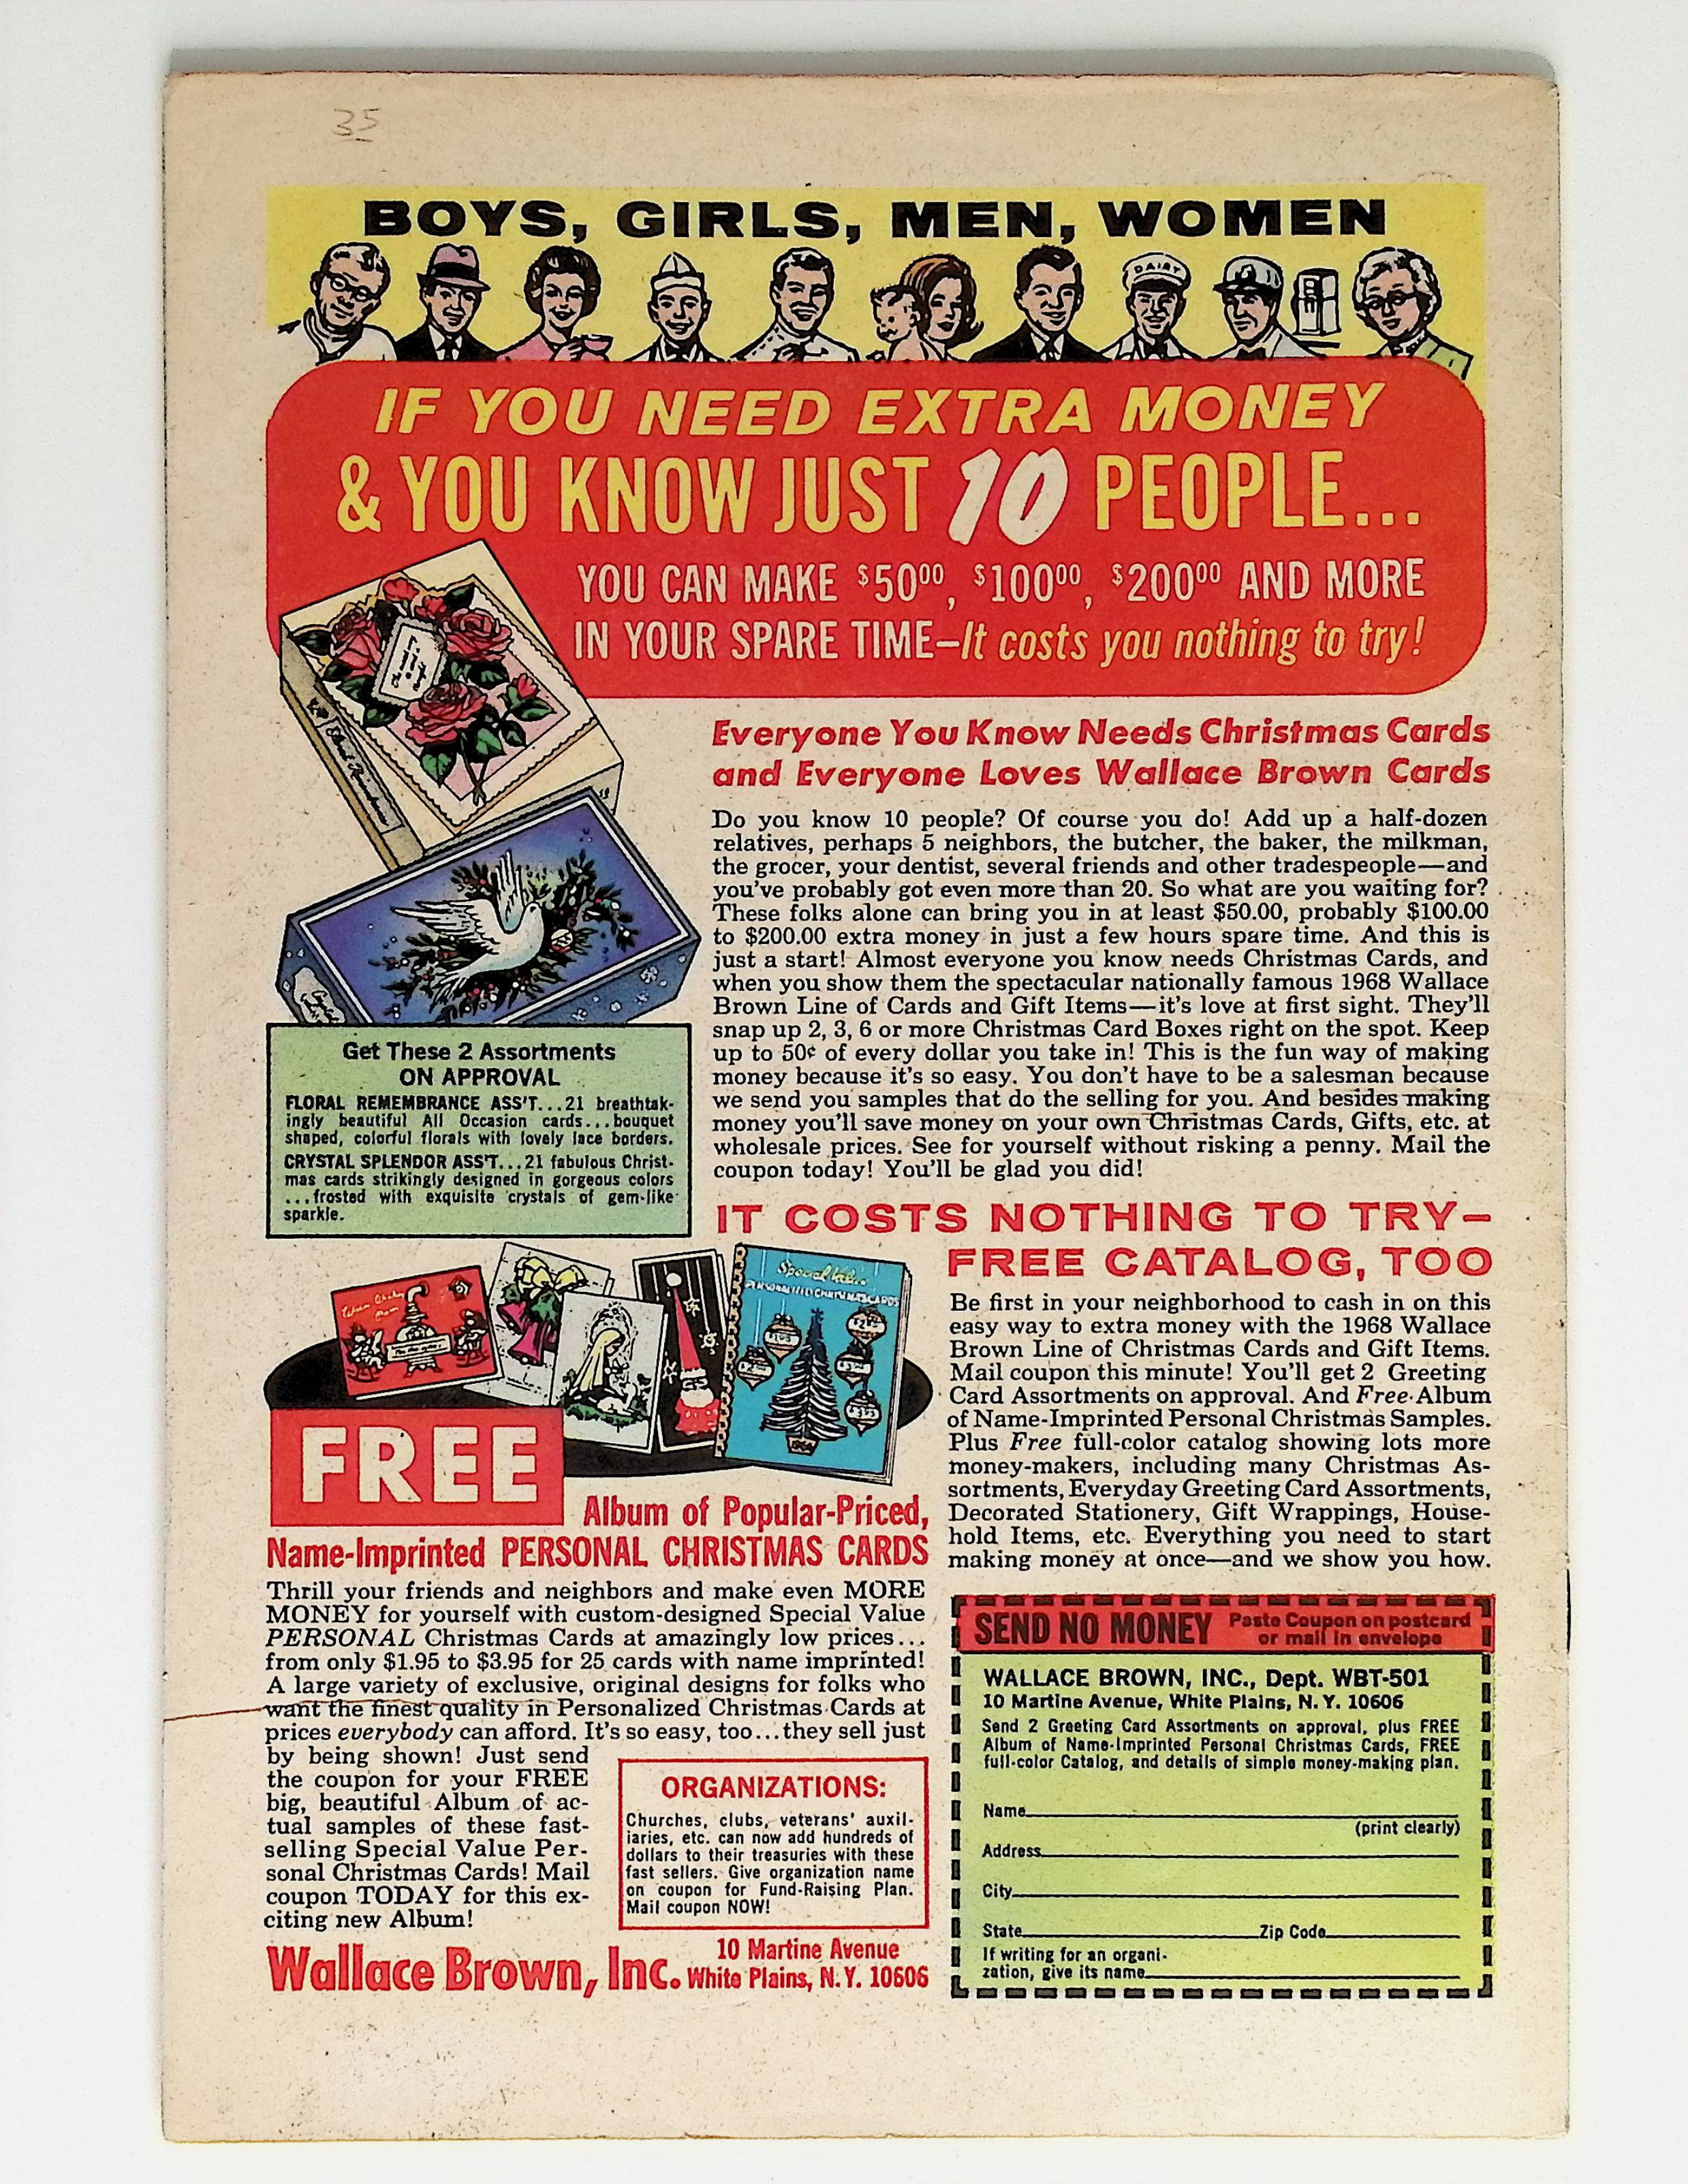 35
BOYS, GIRLS, MEN, WOMEN
DAIRY
IF YOU NEED EXTRA MONEY
& YOU KNOW JUST 10 PEOPLE...
YOU CAN MAKE $50⁰⁰, $100⁰⁰, $200⁰⁰ AND MORE
IN YOUR SPARE TIME–It costs you nothing to try!
Everyone You Know Needs Christmas Cards
and Everyone Loves Wallace Brown Cards
Do you know 10 people? Of course you do! Add up a half-dozen
relatives, perhaps 5 neighbors, the butcher, the baker, the milkman,
the grocer, your dentist, several friends and other tradespeople—and
you've probably got even more than 20. So what are you waiting for?
These folks alone can bring you in at least $50.00, probably $100.00
to $200.00 extra money in just a few hours spare time. And this is
just a start! Almost everyone you know needs Christmas Cards, and
when you show them the spectacular nationally famous 1968 Wallace
Brown Line of Cards and Gift Items—it's love at first sight. They'll
snap up 2, 3, 6 or more Christmas Card Boxes right on the spot. Keep
up to 50¢ of every dollar you take in! This is the fun way of making
money because it's so easy. You don't have to be a salesman because
we send you samples that do the selling for you. And besides making
money you'll save money on your own Christmas Cards, Gifts, etc. at
wholesale prices. See for yourself without risking a penny. Mail the
coupon today! You'll be glad you did!
Get These 2 Assortments
ON APPROVAL
FLORAL REMEMBRANCE ASS'T...21 breathtak-
ingly beautiful All Occasion cards...bouquet
shaped, colorful florals with lovely lace borders.
CRYSTAL SPLENDOR ASS'T...21 fabulous Christ-
mas cards strikingly designed in gorgeous colors
...frosted with exquisite crystals of gem-like
sparkle.
IT COSTS NOTHING TO TRY–
FREE CATALOG, TOO
Be first in your neighborhood to cash in on this
easy way to extra money with the 1968 Wallace
Brown Line of Christmas Cards and Gift Items.
Mail coupon this minute! You'll get 2 Greeting
Card Assortments on approval. And Free Album
of Name-Imprinted Personal Christmas Samples.
Plus Free full-color catalog showing lots more
money-makers, including many Christmas As-
sortments, Everyday Greeting Card Assortments,
Decorated Stationery, Gift Wrappings, House-
hold Items, etc. Everything you need to start
making money at once—and we show you how.
Special Value
PERSONALIZED CHRISTMAS CARDS
FREE
Album of Popular-Priced,
Name-Imprinted PERSONAL CHRISTMAS CARDS
Thrill your friends and neighbors and make even MORE
MONEY for yourself with custom-designed Special Value
PERSONAL Christmas Cards at amazingly low prices...
from only $1.95 to $3.95 for 25 cards with name imprinted!
A large variety of exclusive, original designs for folks who
want the finest quality in Personalized Christmas Cards at
prices everybody can afford. It's so easy, too...they sell just
by being shown! Just send
the coupon for your FREE
big, beautiful Album of ac-
tual samples of these fast-
selling Special Value Per-
sonal Christmas Cards! Mail
coupon TODAY for this ex-
citing new Album!
ORGANIZATIONS:
Churches, clubs, veterans' auxil-
iaries, etc. can now add hundreds of
dollars to their treasuries with these
fast sellers. Give organization name
on coupon for Fund-Raising Plan.
Mail coupon NOW!
Wallace Brown, Inc.
10 Martine Avenue
White Plains, N.Y. 10606
SEND NO MONEY
Paste Coupon on postcard
or mail in envelope
WALLACE BROWN, INC., Dept. WBT-501
10 Martine Avenue, White Plains, N.Y. 10606
Send 2 Greeting Card Assortments on approval, plus FREE
Album of Name-Imprinted Personal Christmas Cards, FREE
full-color Catalog, and details of simple money-making plan.
Name
(print clearly)
Address
City
State Zip Code
If writing for an organi-
zation, give its name